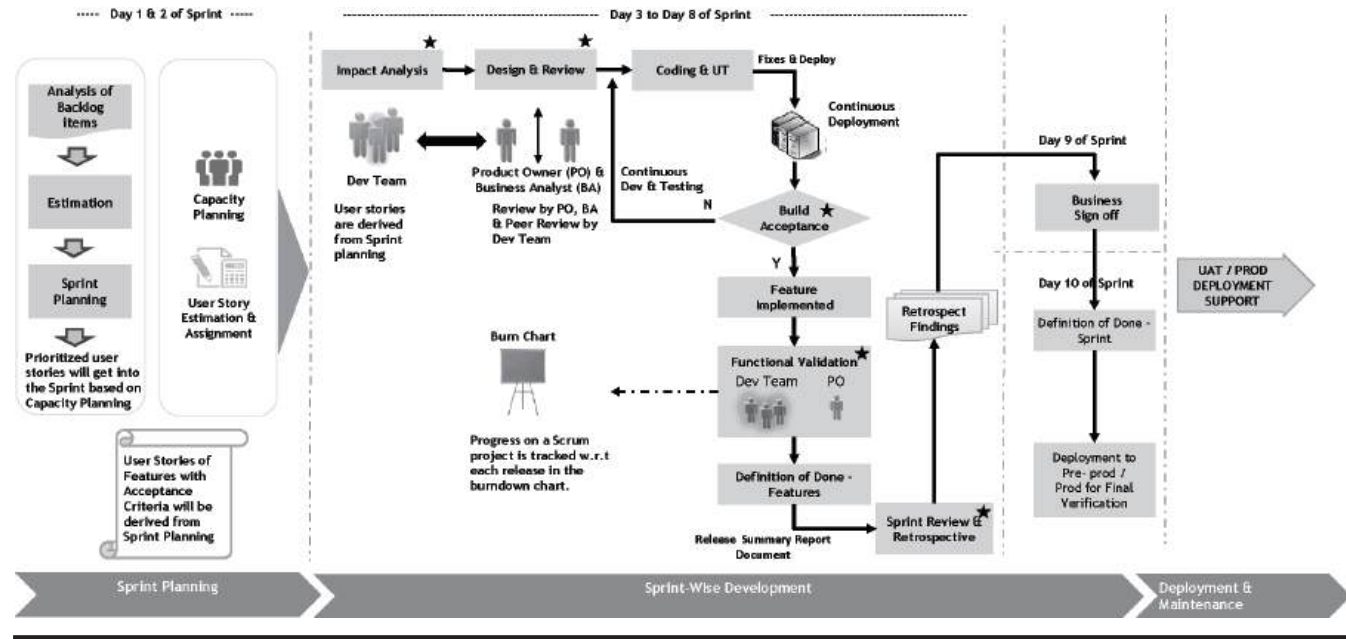 Day 1 & 2 of Sprint
Day 3 to Day 8 of Sprint
Analysis of
Backlog
items
Estimation
Sprint
Planning
Prioritized user
stories will get into
the Sprint based on
Capacity Planning
Capacity
Planning
User Story
Estimation &
Assignment
User Stories of
Features with
Acceptance
Criteria will be
derived from
Sprint Planning
Impact Analysis
Design & Review
Coding & UT
Fixes & Deploy
Continuous
Deployment
Dev Team
User stories
are derived
from Sprint
planning
Product Owner (PO) &
Business Analyst (BA)
Review by PO, BA
& Peer Review by
Dev Team
Continuous
Dev & Testing
N
Build
Acceptance
Y
Feature
Implemented
Functional Validation
Dev Team PO
Burn Chart
Progress on a Scrum
project is tracked w.r.t
each release in the
burndown chart.
Definition of Done -
Features
Release Summary Report
Document
Sprint Review &
Retrospective
Retrospect
Findings
Day 9 of Sprint
Business
Sign off
Day 10 of Sprint
Definition of Done -
Sprint
Deployment to
Pre- prod /
Prod for Final
Verification
UAT / PROD
DEPLOYMENT
SUPPORT
Sprint Planning
Sprint-Wise Development
Deployment &
Maintenance